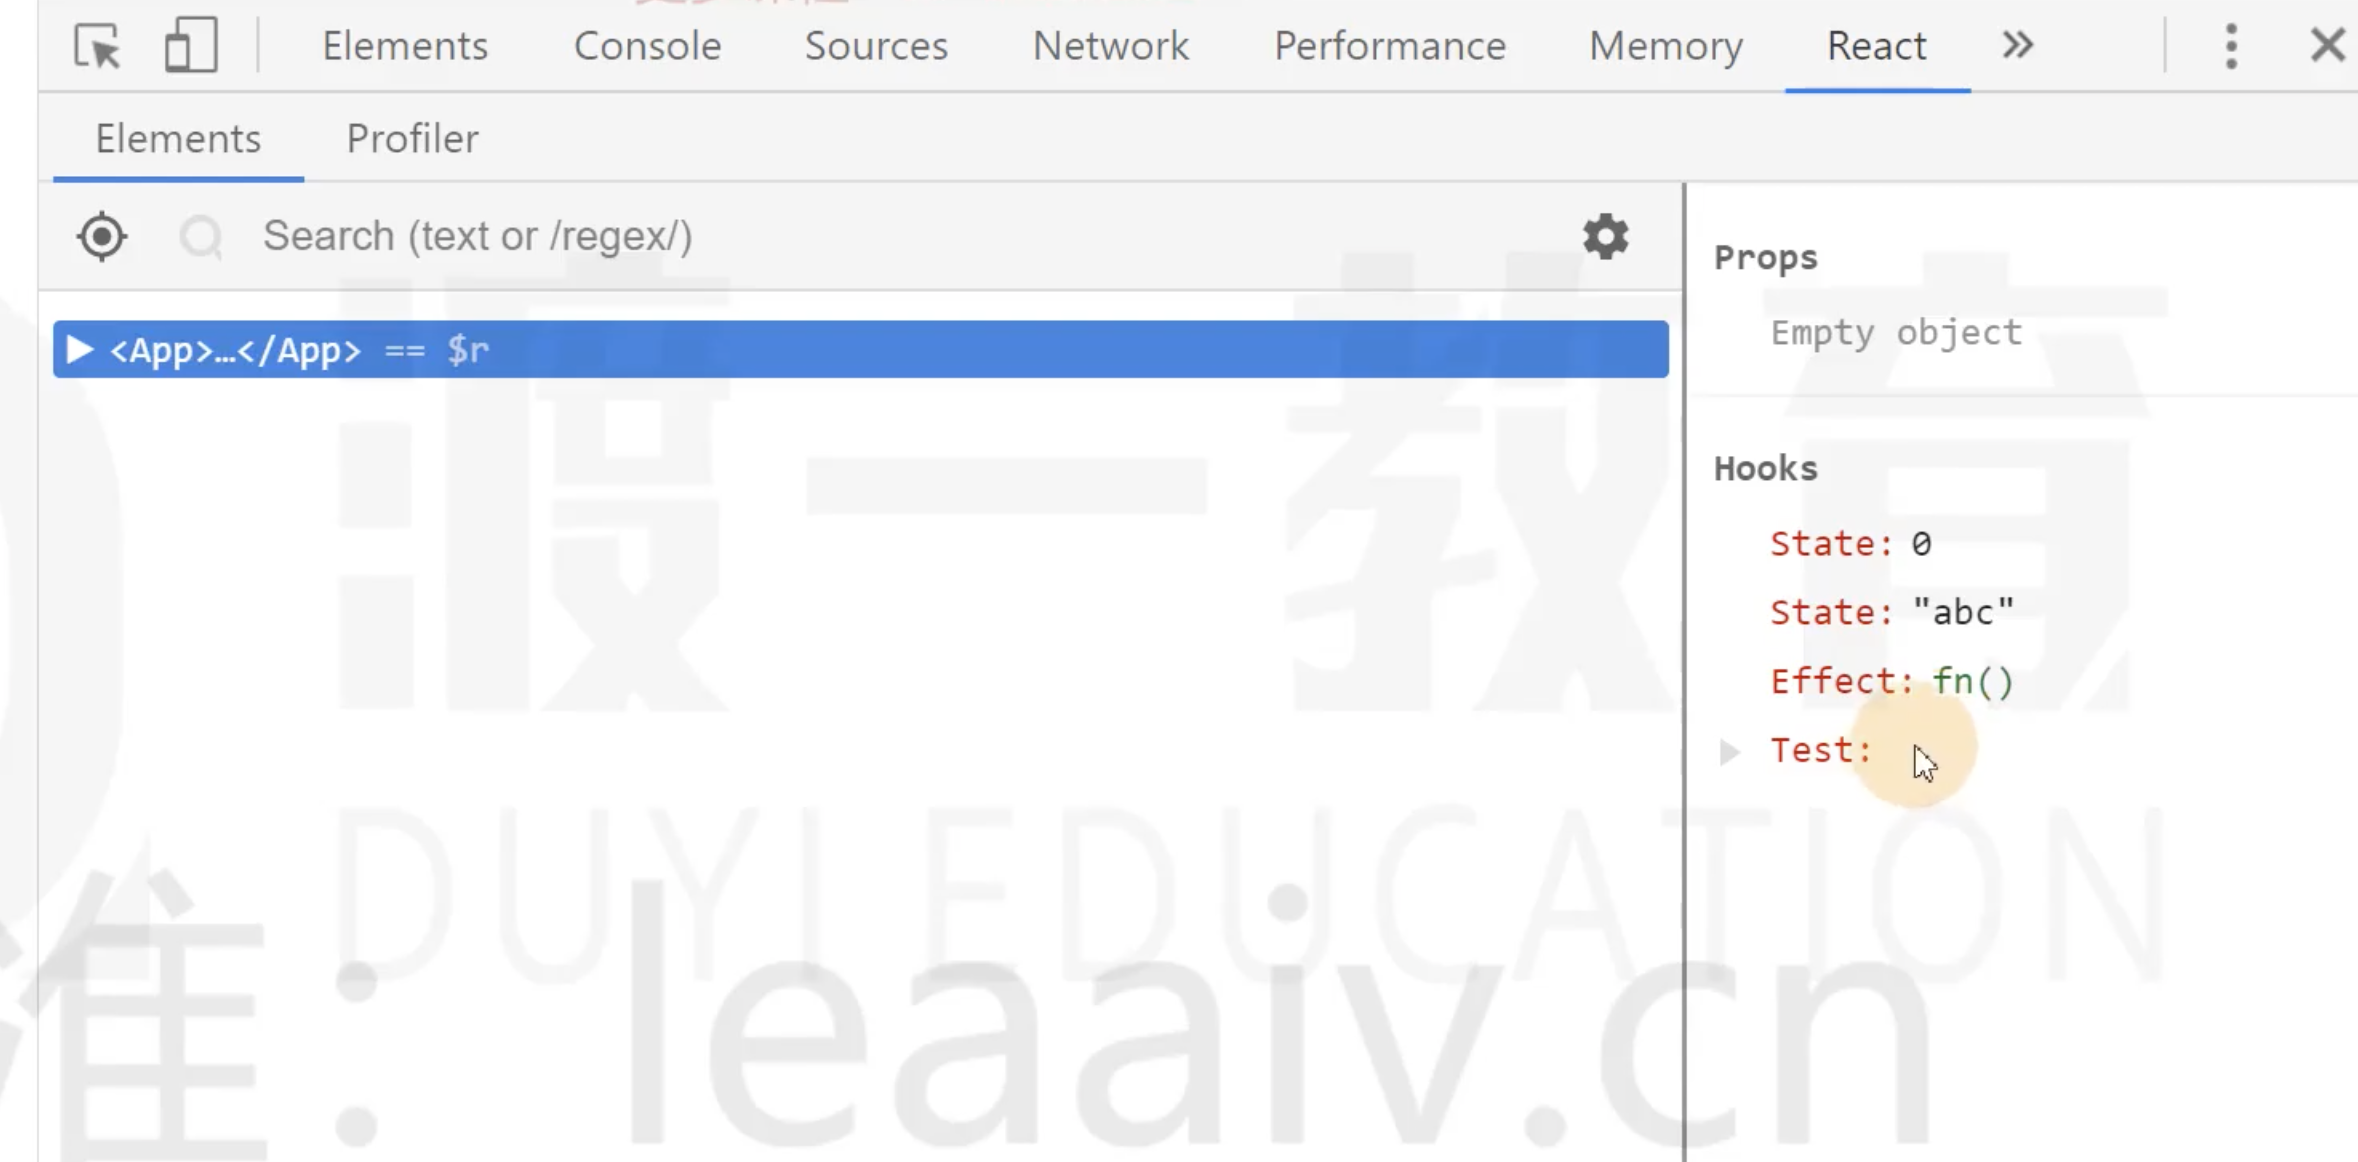 Elements Console Sources Network Performance Memory React
Elements Profiler
Search (text or /regex/)
<App>…</App> == $r
Props
Empty object
Hooks
State: 0
State: "abc"
Effect: fn()
Test:
渡一教育
DUYI EDUCATION
准：leaaiv.cn